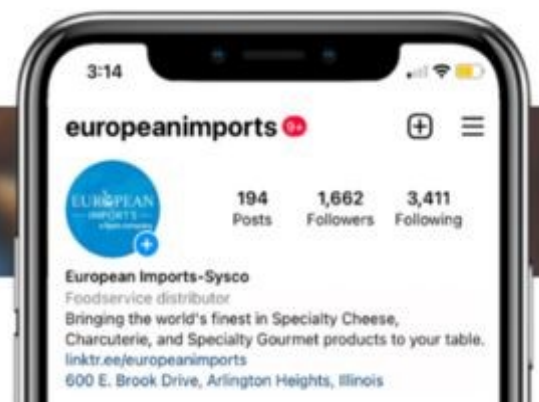 3:14
europeanimports 9+
EUROPEAN
IMPORTS
194 1,662 3,411
Posts Followers Following
European Imports-Sysco
Foodservice distributor
Bringing the world's finest in Specialty Cheese,
Charcuterie, and Specialty Gourmet products to your table.
linktr.ee/europeanimports
600 E. Brook Drive, Arlington Heights, Illinois